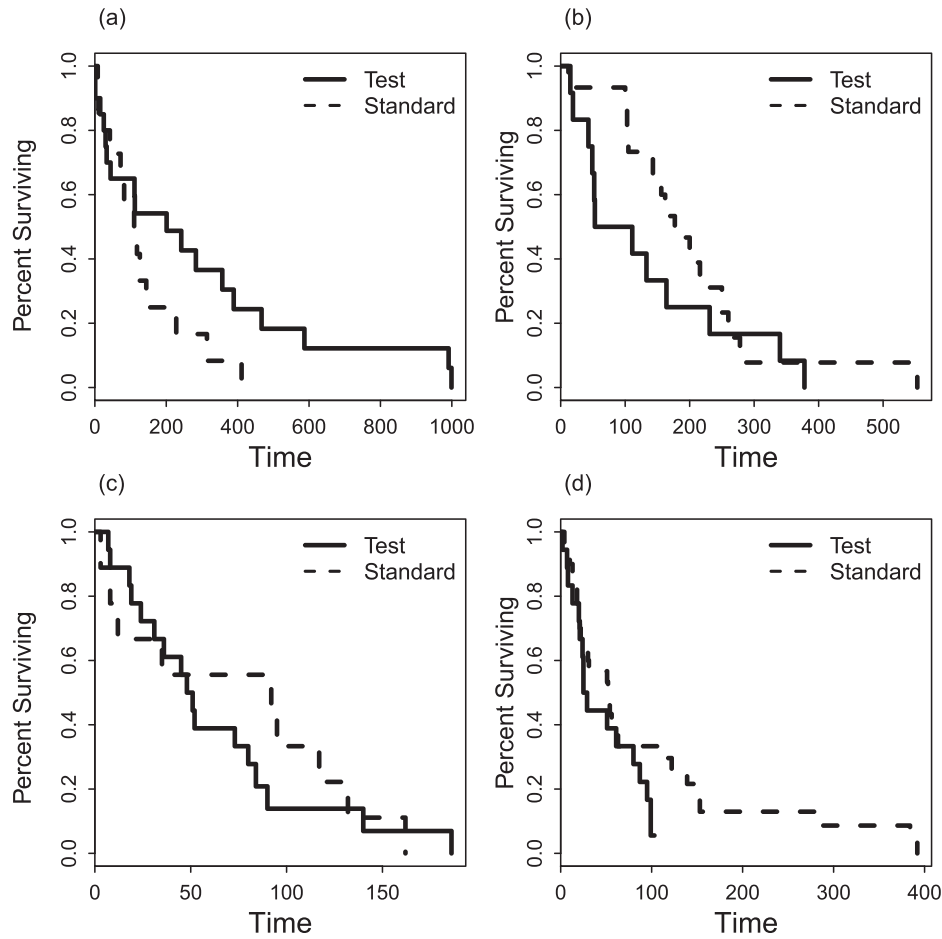 (a)
Percent Surviving
1.0
0.8
0.6
0.4
0.2
0.0
Test
Standard
0 200 400 600 800 1000
Time
(b)
Percent Surviving
1.0
0.8
0.6
0.4
0.2
0.0
Test
Standard
0 100 200 300 400 500
Time
(c)
Percent Surviving
1.0
0.8
0.6
0.4
0.2
0.0
Test
Standard
0 50 100 150
Time
(d)
Percent Surviving
1.0
0.8
0.6
0.4
0.2
0.0
Test
Standard
0 100 200 300 400
Time